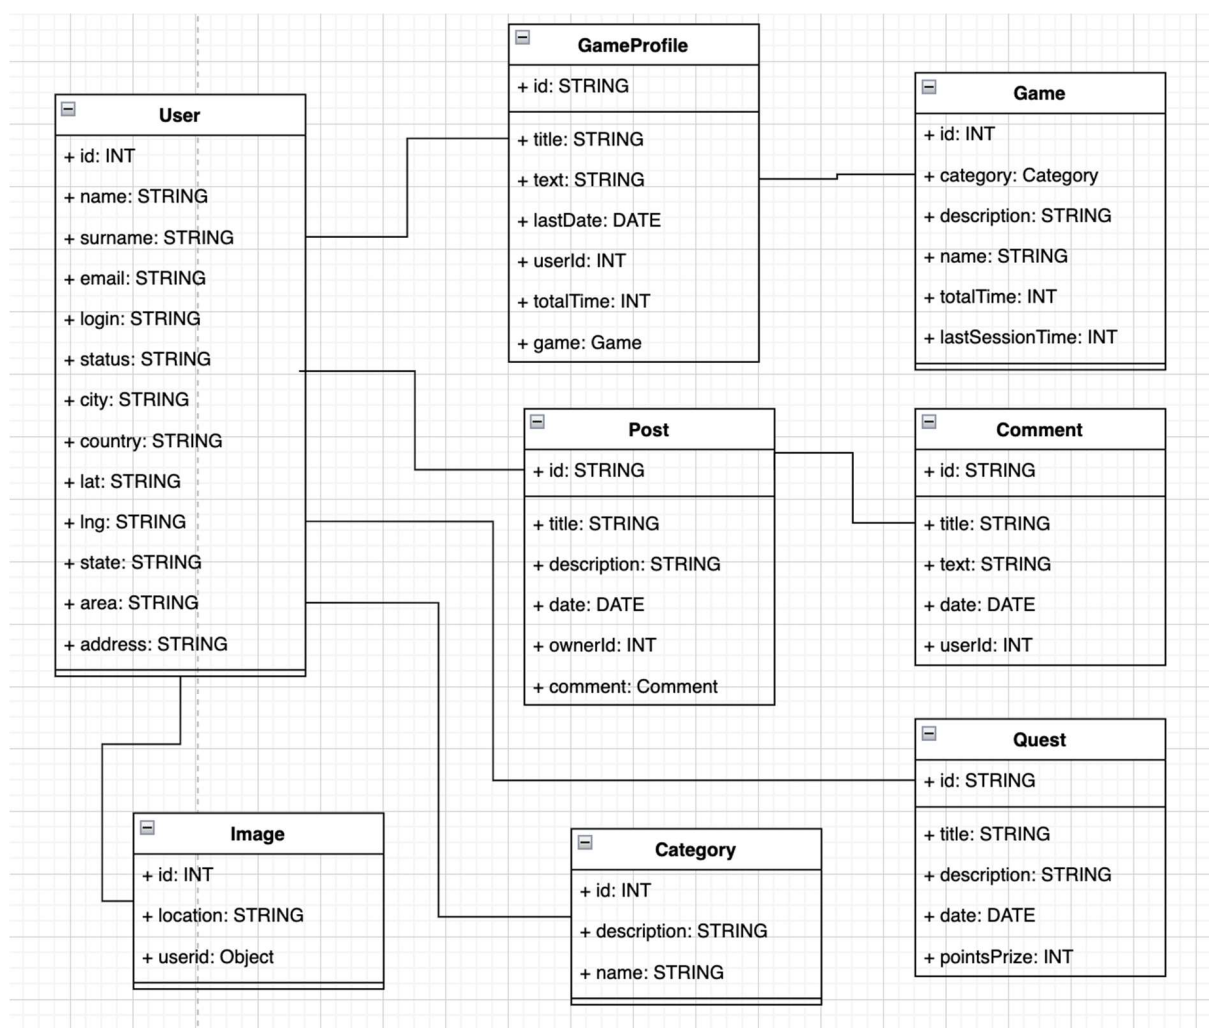 User
+ id: INT
+ name: STRING
+ surname: STRING
+ email: STRING
+ login: STRING
+ status: STRING
+ city: STRING
+ country: STRING
+ lat: STRING
+ lng: STRING
+ state: STRING
+ area: STRING
+ address: STRING
GameProfile
+ id: STRING
+ title: STRING
+ text: STRING
+ lastDate: DATE
+ userId: INT
+ totalTime: INT
+ game: Game
Game
+ id: INT
+ category: Category
+ description: STRING
+ name: STRING
+ totalTime: INT
+ lastSessionTime: INT
Post
+ id: STRING
+ title: STRING
+ description: STRING
+ date: DATE
+ ownerId: INT
+ comment: Comment
Comment
+ id: STRING
+ title: STRING
+ text: STRING
+ date: DATE
+ userId: INT
Quest
+ id: STRING
+ title: STRING
+ description: STRING
+ date: DATE
+ pointsPrize: INT
Image
+ id: INT
+ location: STRING
+ userid: Object
Category
+ id: INT
+ description: STRING
+ name: STRING